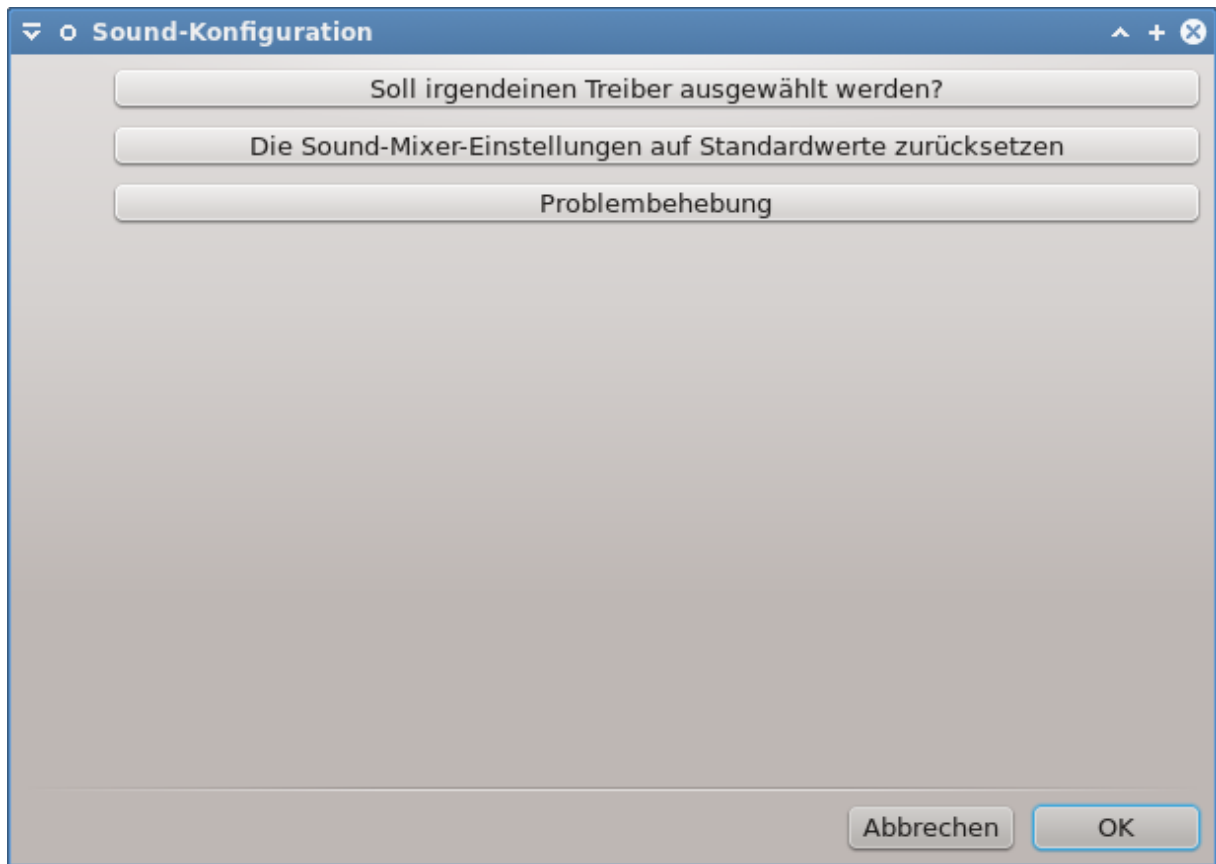 Sound-Konfiguration
Soll irgendeinen Treiber ausgewählt werden?
Die Sound-Mixer-Einstellungen auf Standardwerte zurücksetzen
Problembehebung
Abbrechen OK